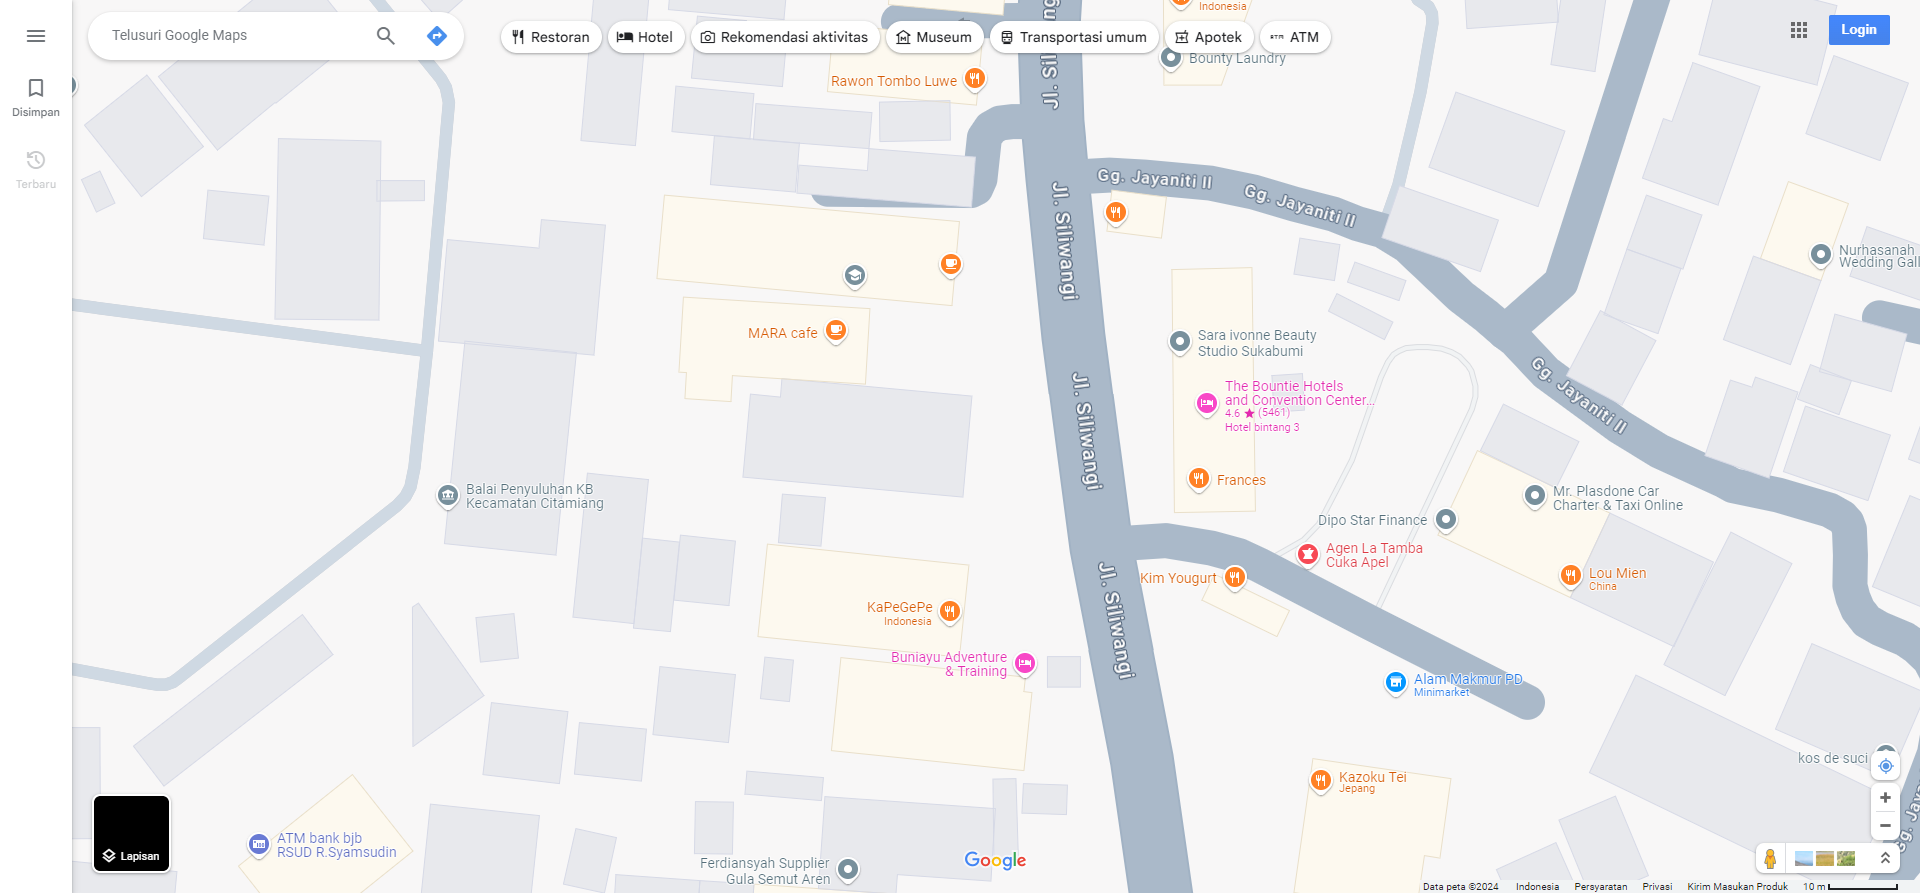 Telusuri Google Maps
Restoran
Hotel
Rekomendasi aktivitas
Museum
Transportasi umum
Apotek
ATM
Login
Disimpan
Terbaru
Indonesia
Bounty Laundry
Rawon Tombo Luwe
Jl. Sili
Gg. Jayaniti II
Gg. Jayaniti II
Jl. Siliwangi
Nurhasanah
Wedding Gall
MARA cafe
Sara ivonne Beauty
Studio Sukabumi
The Bountie Hotels
and Convention Center...
4.6 ★ (5461)
Hotel bintang 3
Gg. Jayaniti II
Jl. Siliwangi
Frances
Balai Penyuluhan KB
Kecamatan Citamiang
Mr. Plasdone Car
Charter & Taxi Online
Dipo Star Finance
Agen La Tamba
Cuka Apel
Kim Yougurt
Lou Mien
China
Jl. Siliwangi
KaPeGePe
Indonesia
Buniayu Adventure
& Training
Alam Makmur PD
Minimarket
kos de suci
Kazoku Tei
Jepang
ATM bank bjb
RSUD R.Syamsudin
Lapisan
Ferdiansyah Supplier
Gula Semut Aren
Google
Data peta ©2024
Indonesia
Persyaratan
Privasi
Kirim Masukan Produk
10 m